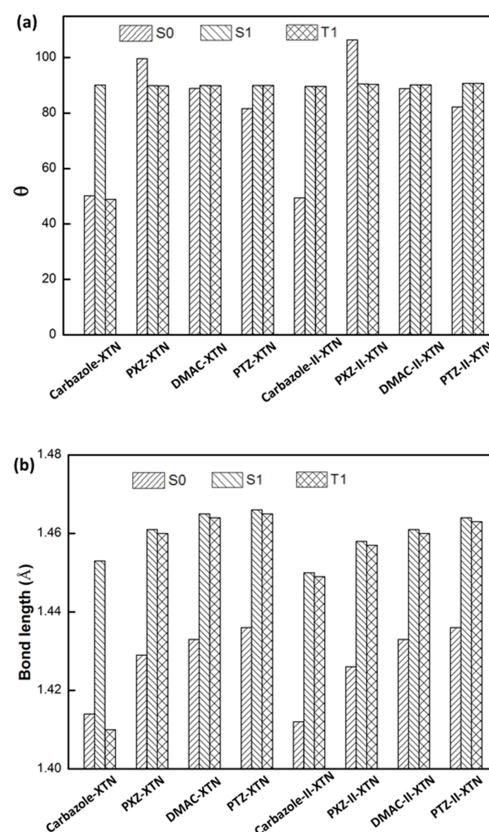 (a)
S0 S1 T1
100
80
60
40
20
0
θ
Carbazole-XTN PXZ-XTN DMAC-XTN PTZ-XTN Carbazole-II-XTN PXZ-II-XTN DMAC-II-XTN PTZ-II-XTN
(b)
1.48
S0 S1 T1
1.46
1.44
1.42
1.40
Bond length (Å)
Carbazole-XTN PXZ-XTN DMAC-XTN PTZ-XTN Carbazole-II-XTN PXZ-II-XTN DMAC-II-XTN PTZ-II-XTN